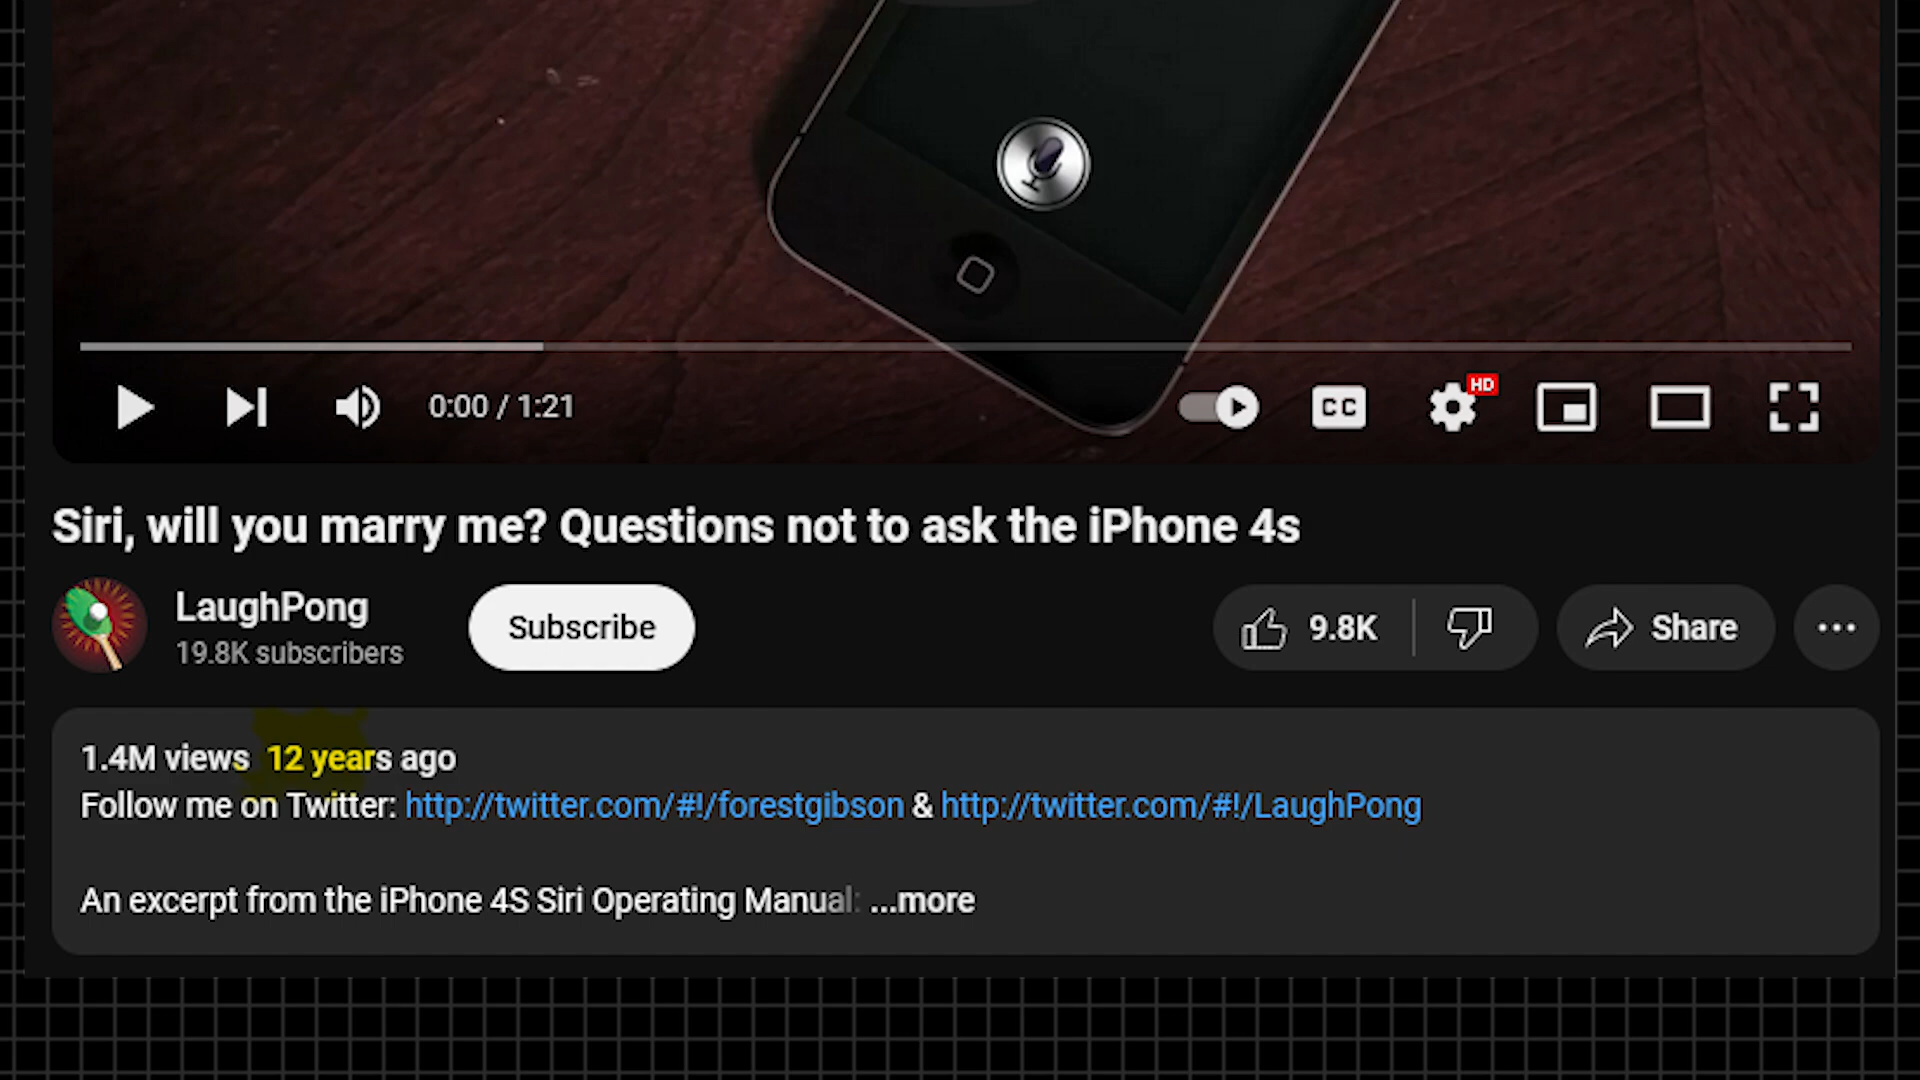 0:00 / 1:21
CC
HD
Siri, will you marry me? Questions not to ask the iPhone 4s
LaughPong
19.8K subscribers
Subscribe
9.8K
Share
1.4M views 12 years ago
Follow me on Twitter: http://twitter.com/#!/forestgibson & http://twitter.com/#!/LaughPong
An excerpt from the iPhone 4S Siri Operating Manual: ...more